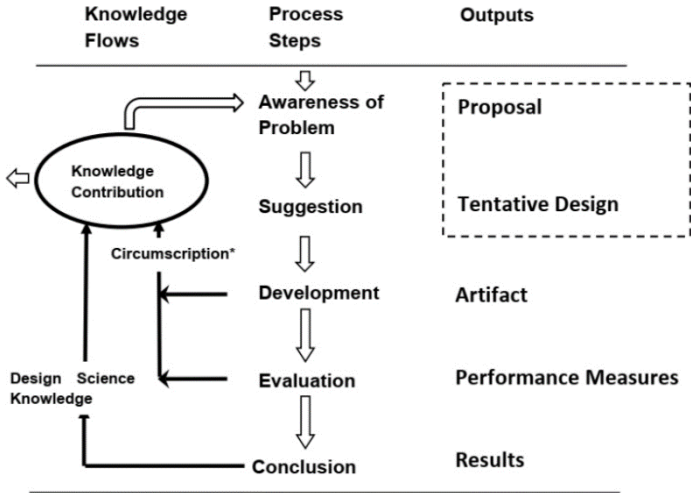 Knowledge Flows
Process Steps
Outputs
Awareness of
Problem
Proposal
Knowledge
Contribution
Suggestion
Tentative Design
Circumscription*
Development
Artifact
Design Science
Knowledge
Evaluation
Performance Measures
Conclusion
Results